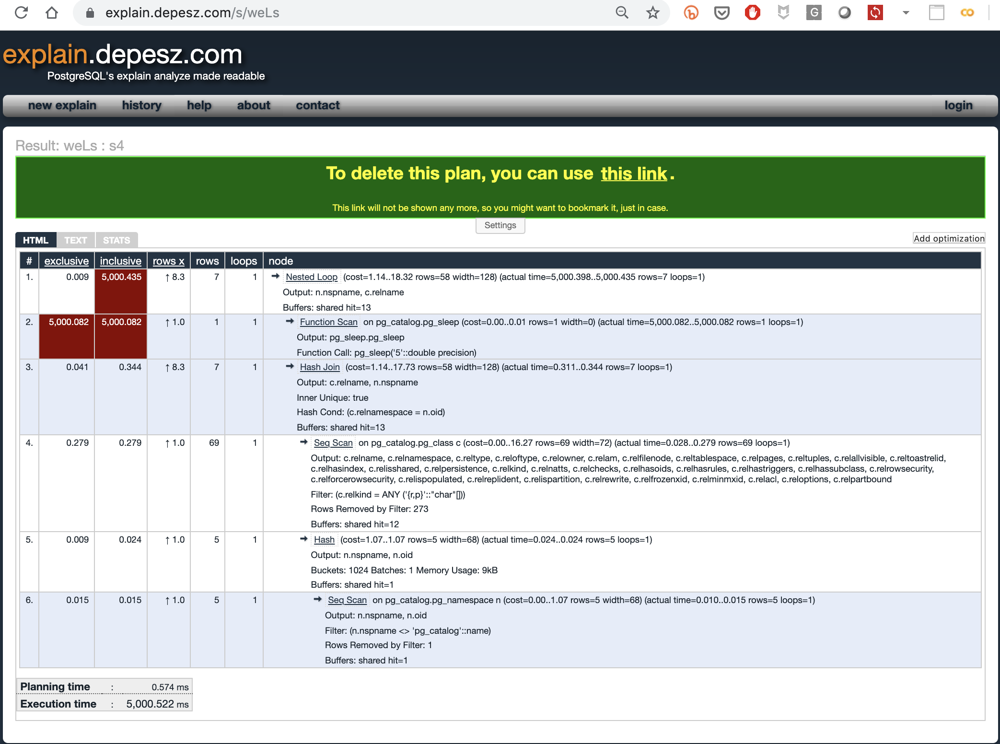 explain.depesz.com/s/weLs
explain.depesz.com
PostgreSQL's explain analyze made readable
new explain history help about contact login
Result: weLs : s4
To delete this plan, you can use this link.
This link will not be shown any more, so you might want to bookmark it, just in case.
Settings
HTML TEXT STATS Add optimization
# exclusive inclusive rows x rows loops node
1. 0.009 5,000.435 ↑ 8.3 7 1 ➞ Nested Loop (cost=1.14..18.32 rows=58 width=128) (actual time=5,000.398..5,000.435 rows=7 loops=1)
Output: n.nspname, c.relname
Buffers: shared hit=13
2. 5,000.082 5,000.082 ↑ 1.0 1 1 ➞ Function Scan on pg_catalog.pg_sleep (cost=0.00..0.01 rows=1 width=0) (actual time=5,000.082..5,000.082 rows=1 loops=1)
Output: pg_sleep.pg_sleep
Function Call: pg_sleep('5'::double precision)
3. 0.041 0.344 ↑ 8.3 7 1 ➞ Hash Join (cost=1.14..17.73 rows=58 width=128) (actual time=0.311..0.344 rows=7 loops=1)
Output: c.relname, n.nspname
Inner Unique: true
Hash Cond: (c.relnamespace = n.oid)
Buffers: shared hit=13
4. 0.279 0.279 ↑ 1.0 69 1 ➞ Seq Scan on pg_catalog.pg_class c (cost=0.00..16.27 rows=69 width=72) (actual time=0.028..0.279 rows=69 loops=1)
Output: c.relname, c.relnamespace, c.reltype, c.reloftype, c.relowner, c.relam, c.relfilenode, c.reltablespace, c.relpages, c.reltuples, c.relallvisible, c.reltoastrelid,
c.relhasindex, c.relisshared, c.relpersistence, c.relkind, c.relnatts, c.relchecks, c.relhasoids, c.relhasrules, c.relhastriggers, c.relhassubclass, c.relrowsecurity,
c.relforcerowsecurity, c.relispopulated, c.relreplident, c.relispartition, c.relrewrite, c.relfrozenxid, c.relminmxid, c.relacl, c.reloptions, c.relpartbound
Filter: (c.relkind = ANY ('{r,p}'::"char"[]))
Rows Removed by Filter: 273
Buffers: shared hit=12
5. 0.009 0.024 ↑ 1.0 5 1 ➞ Hash (cost=1.07..1.07 rows=5 width=68) (actual time=0.024..0.024 rows=5 loops=1)
Output: n.nspname, n.oid
Buckets: 1024 Batches: 1 Memory Usage: 9kB
Buffers: shared hit=1
6. 0.015 0.015 ↑ 1.0 5 1 ➞ Seq Scan on pg_catalog.pg_namespace n (cost=0.00..1.07 rows=5 width=68) (actual time=0.010..0.015 rows=5 loops=1)
Output: n.nspname, n.oid
Filter: (n.nspname <> 'pg_catalog'::name)
Rows Removed by Filter: 1
Buffers: shared hit=1
Planning time : 0.574 ms
Execution time : 5,000.522 ms